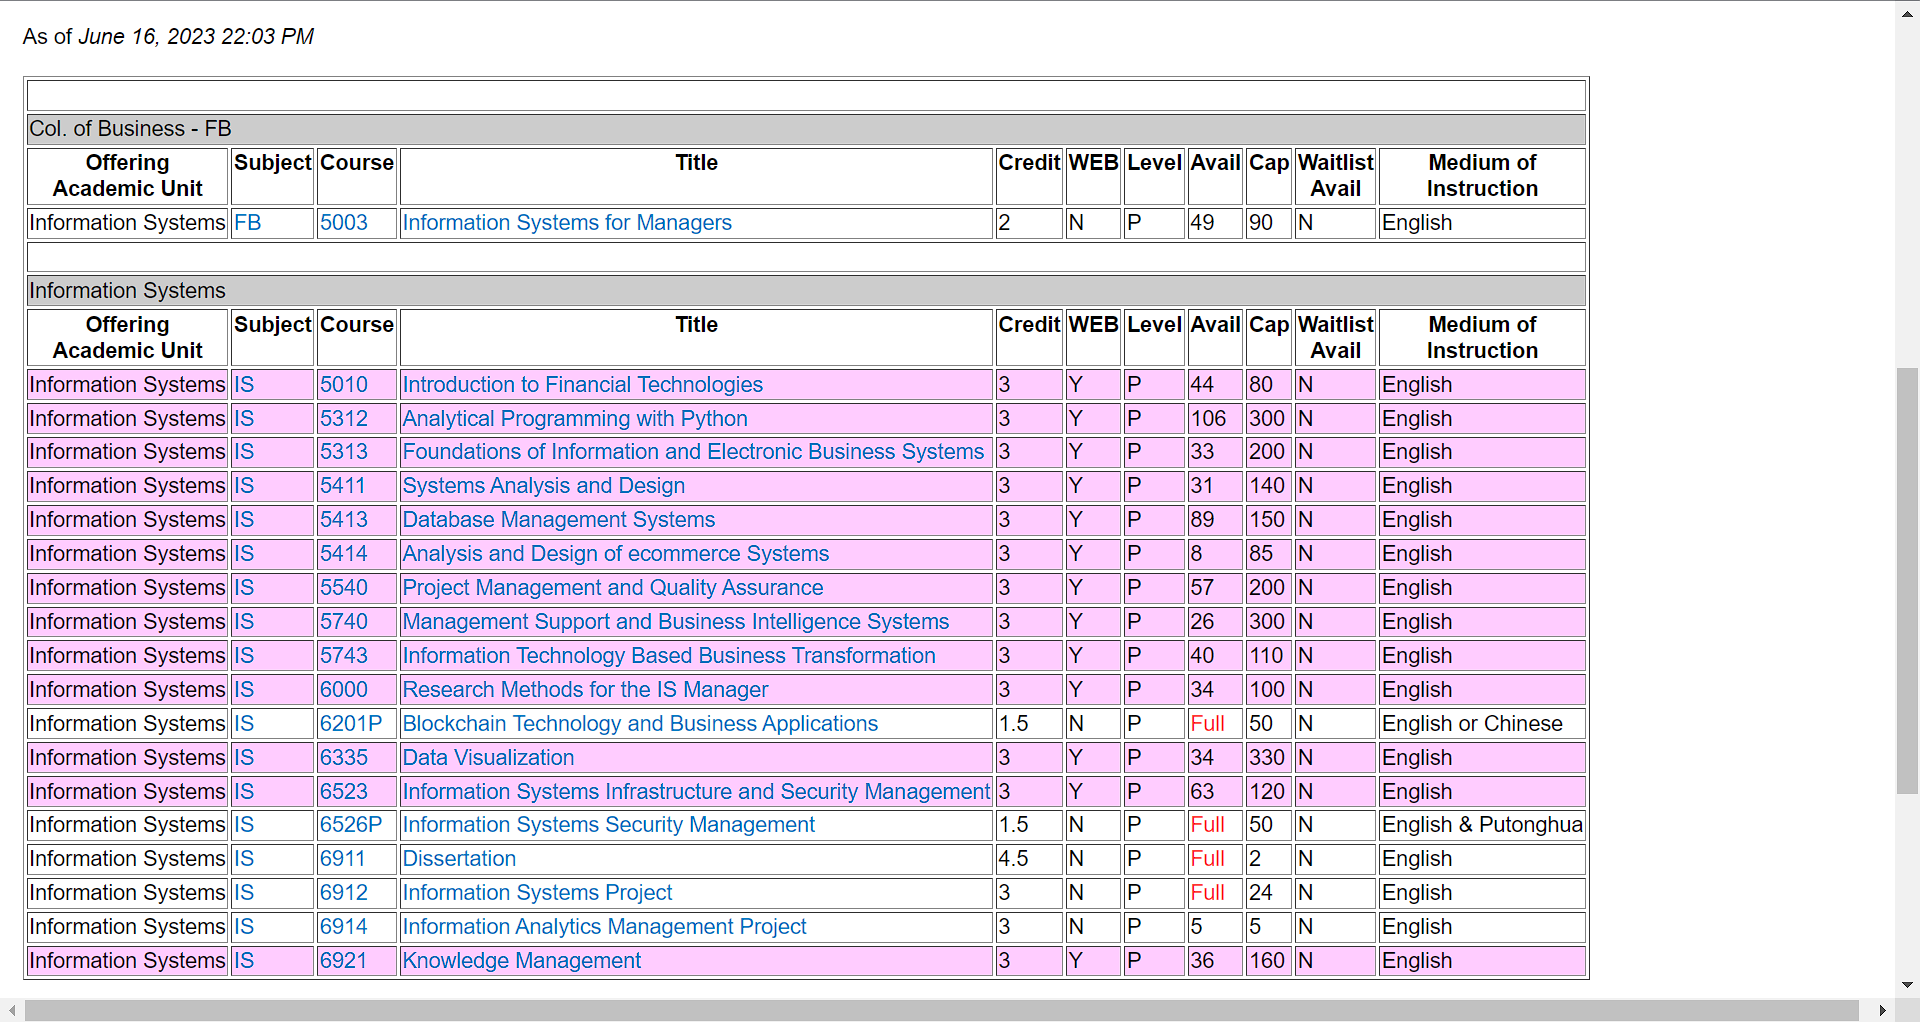 As of June 16, 2023 22:03 PM
Col. of Business - FB
Offering Academic Unit Subject Course Title Credit WEB Level Avail Cap Waitlist Avail Medium of Instruction
Information Systems FB 5003 Information Systems for Managers 2 N P 49 90 N English
Information Systems
Offering Academic Unit Subject Course Title Credit WEB Level Avail Cap Waitlist Avail Medium of Instruction
Information Systems IS 5010 Introduction to Financial Technologies 3 Y P 44 80 N English
Information Systems IS 5312 Analytical Programming with Python 3 Y P 106 300 N English
Information Systems IS 5313 Foundations of Information and Electronic Business Systems 3 Y P 33 200 N English
Information Systems IS 5411 Systems Analysis and Design 3 Y P 31 140 N English
Information Systems IS 5413 Database Management Systems 3 Y P 89 150 N English
Information Systems IS 5414 Analysis and Design of ecommerce Systems 3 Y P 8 85 N English
Information Systems IS 5540 Project Management and Quality Assurance 3 Y P 57 200 N English
Information Systems IS 5740 Management Support and Business Intelligence Systems 3 Y P 26 300 N English
Information Systems IS 5743 Information Technology Based Business Transformation 3 Y P 40 110 N English
Information Systems IS 6000 Research Methods for the IS Manager 3 Y P 34 100 N English
Information Systems IS 6201P Blockchain Technology and Business Applications 1.5 N P Full 50 N English or Chinese
Information Systems IS 6335 Data Visualization 3 Y P 34 330 N English
Information Systems IS 6523 Information Systems Infrastructure and Security Management 3 Y P 63 120 N English
Information Systems IS 6526P Information Systems Security Management 1.5 N P Full 50 N English & Putonghua
Information Systems IS 6911 Dissertation 4.5 N P Full 2 N English
Information Systems IS 6912 Information Systems Project 3 N P Full 24 N English
Information Systems IS 6914 Information Analytics Management Project 3 N P 5 5 N English
Information Systems IS 6921 Knowledge Management 3 Y P 36 160 N English